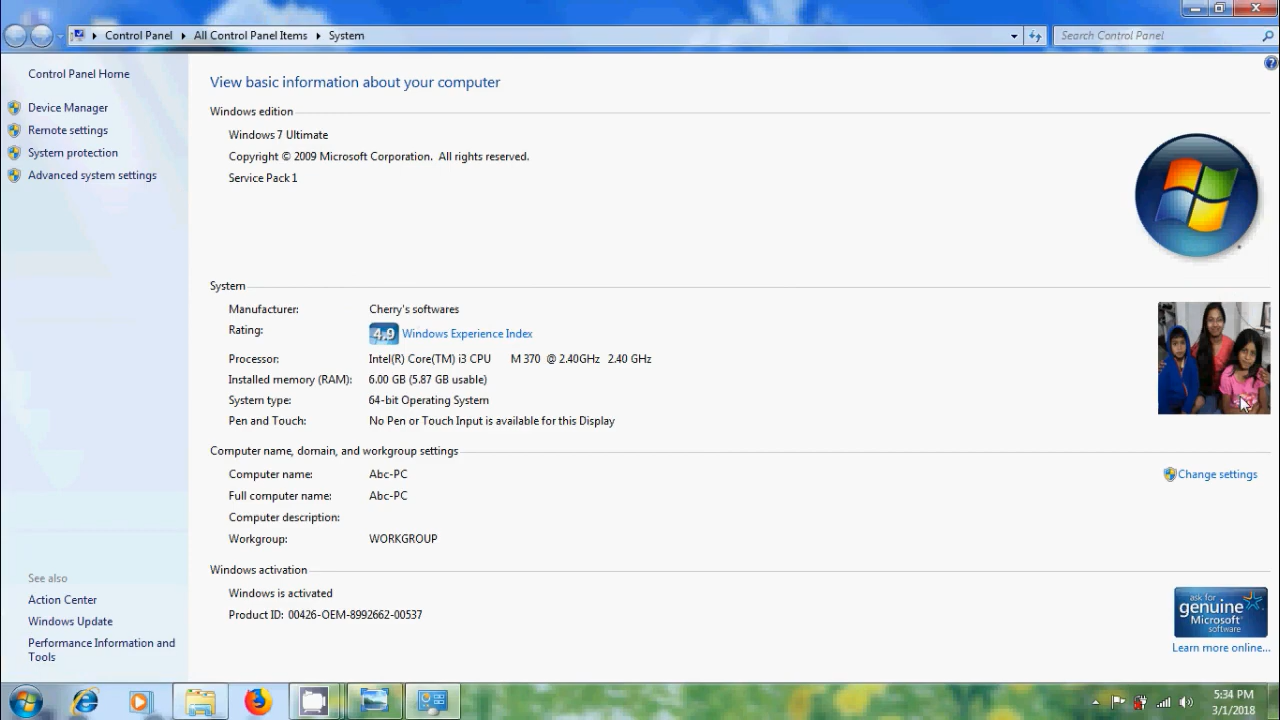 Control Panel ▸ All Control Panel Items ▸ System
Search Control Panel
Control Panel Home
Device Manager
Remote settings
System protection
Advanced system settings
See also
Action Center
Windows Update
Performance Information and
Tools
View basic information about your computer
Windows edition
Windows 7 Ultimate
Copyright © 2009 Microsoft Corporation.  All rights reserved.
Service Pack 1
System
Manufacturer: Cherry's softwares
Rating: 4.9 Windows Experience Index
Processor: Intel(R) Core(TM) i3 CPU M 370 @ 2.40GHz 2.40 GHz
Installed memory (RAM): 6.00 GB (5.87 GB usable)
System type: 64-bit Operating System
Pen and Touch: No Pen or Touch Input is available for this Display
Computer name, domain, and workgroup settings
Computer name: Abc-PC
Change settings
Full computer name: Abc-PC
Computer description:
Workgroup: WORKGROUP
Windows activation
Windows is activated
Product ID: 00426-OEM-8992662-00537
ask for
genuine
Microsoft
software
Learn more online...
5:34 PM
3/1/2018